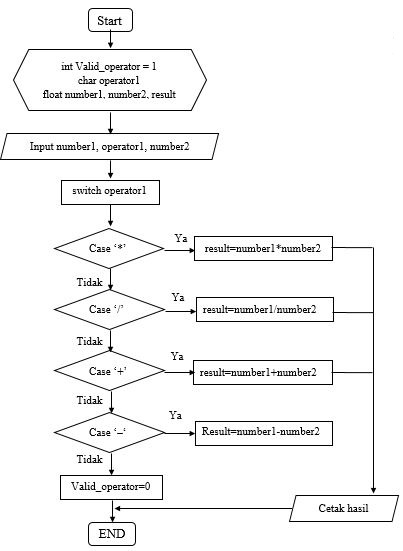 Start
int Valid_operator = 1
char operator1
float number1, number2, result
Input number1, operator1, number2
switch operator1
Case ‘*’
Ya
result=number1*number2
Tidak
Case ‘/’
Ya
result=number1/number2
Tidak
Case ‘+’
Ya
result=number1+number2
Tidak
Case ‘–‘
Ya
Result=number1-number2
Tidak
Valid_operator=0
Cetak hasil
END